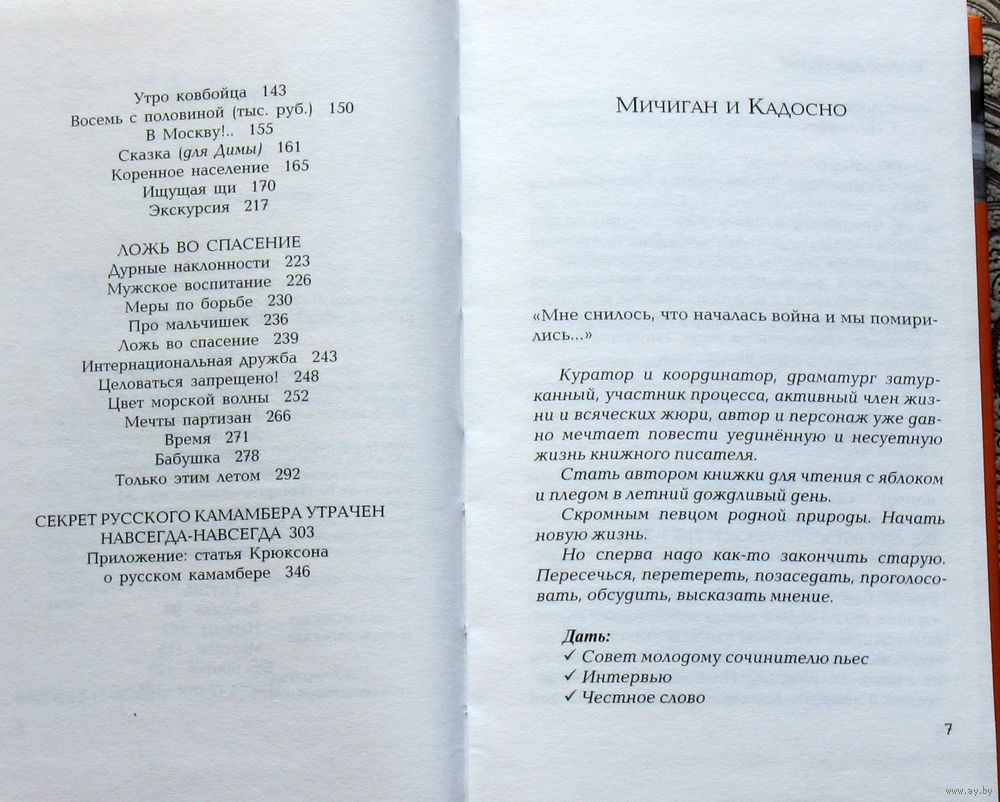 Утро ковбойца 143
Восемь с половиной (тыс. руб.) 150
В Москву!.. 155
Сказка (для Димы) 161
Коренное население 165
Ищущая щи 170
Экскурсия 217
ЛОЖЬ ВО СПАСЕНИЕ
Дурные наклонности 223
Мужское воспитание 226
Меры по борьбе 230
Про мальчишек 236
Ложь во спасение 239
Интернациональная дружба 243
Целоваться запрещено! 248
Цвет морской волны 252
Мечты партизан 266
Время 271
Бабушка 278
Только этим летом 292
СЕКРЕТ РУССКОГО КАМАМБЕРА УТРАЧЕН
НАВСЕГДА-НАВСЕГДА 303
Приложение: статья Крюксона
о русском камамбере 346
Мичиган и Кадосно
«Мне снилось, что началась война и мы помири-
лись...»
Куратор и координатор, драматург затур-
канный, участник процесса, активный член жиз-
ни и всяческих жюри, автор и персонаж уже дав-
но мечтает повести уединённую и несуетную
жизнь книжного писателя.
Стать автором книжки для чтения с яблоком
и пледом в летний дождливый день.
Скромным певцом родной природы. Начать
новую жизнь.
Но сперва надо как-то закончить старую.
Пересечься, перетереть, позаседать, проголосо-
вать, обсудить, высказать мнение.
Дать:
✓ Совет молодому сочинителю пьес
✓ Интервью
✓ Честное слово
7
www.ay.by